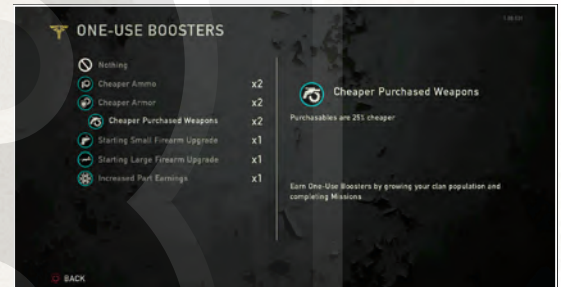 ONE-USE BOOSTERS
Nothing
Cheaper Ammo x2
Cheaper Armor x2
Cheaper Purchased Weapons x2
Starting Small Firearm Upgrade x1
Starting Large Firearm Upgrade x1
Increased Part Earnings x1
Cheaper Purchased Weapons
Purchasables are 25% cheaper
Earn One-Use Boosters by growing your clan population and
completing Missions
BACK